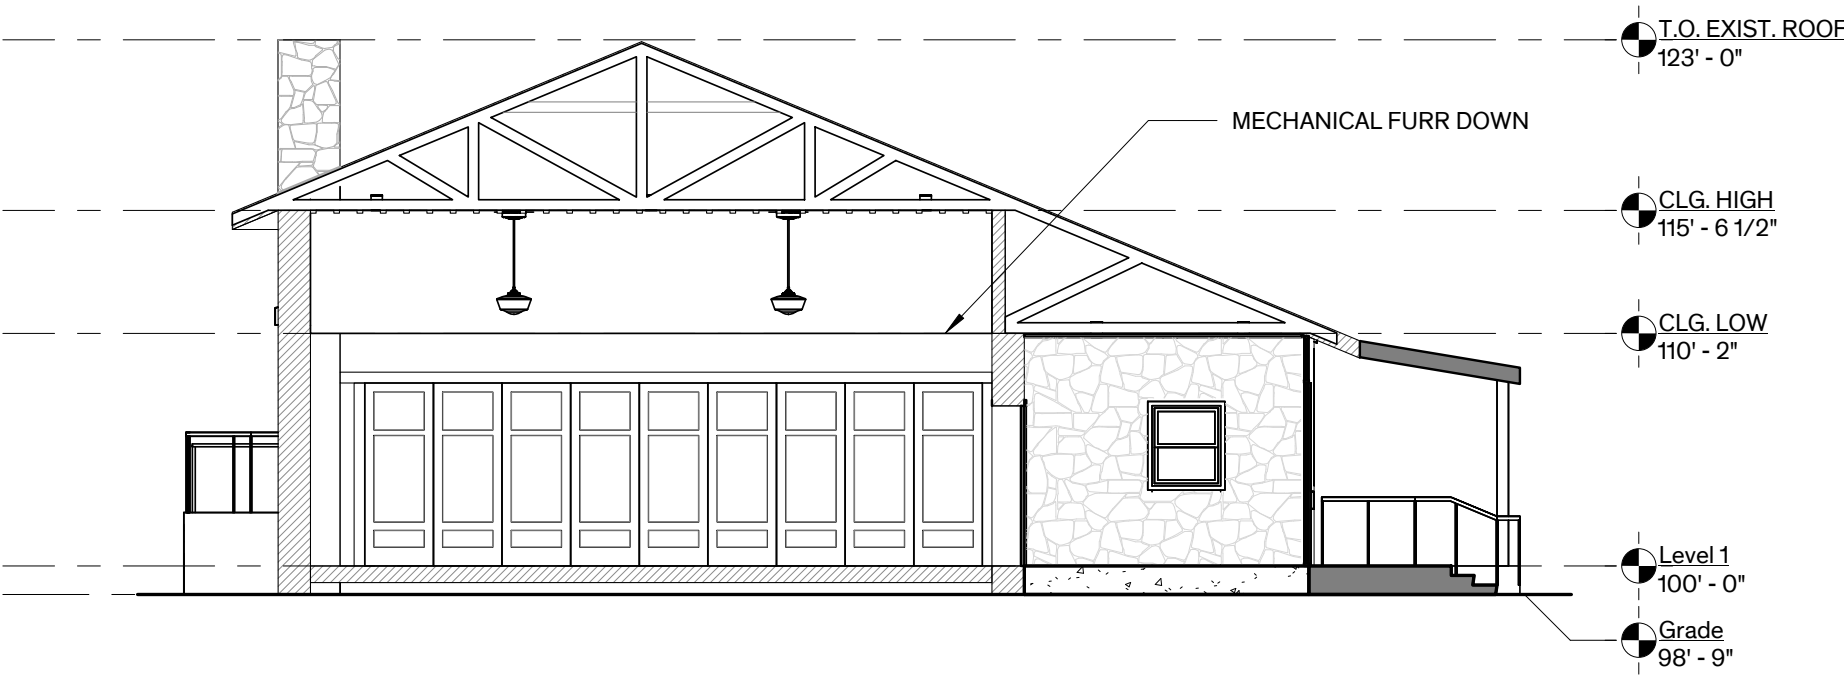 T.O. EXIST. ROOF
123' - 0"
MECHANICAL FURR DOWN
CLG. HIGH
115' - 6 1/2"
CLG. LOW
110' - 2"
Level 1
100' - 0"
Grade
98' - 9"